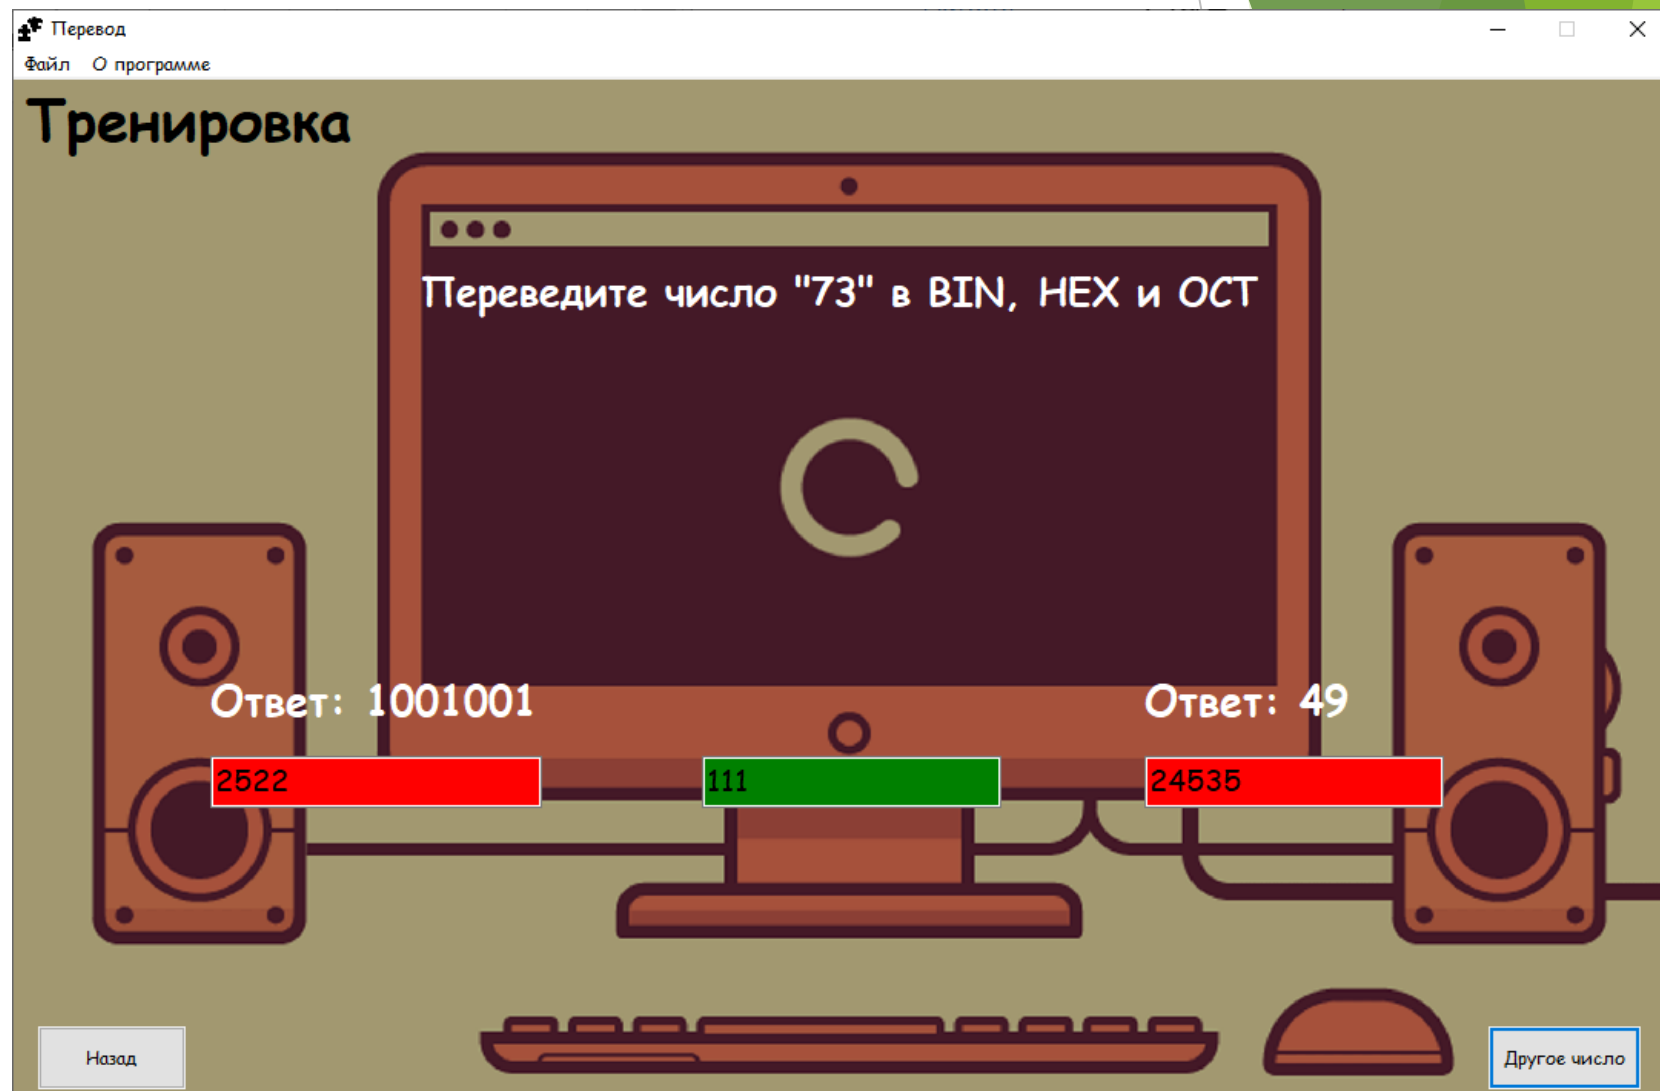 Перевод
Файл О программе
Тренировка
Переведите число "73" в BIN, HEX и OCT
Ответ: 1001001 Ответ: 49
2522 111 24535
Назад Другое число